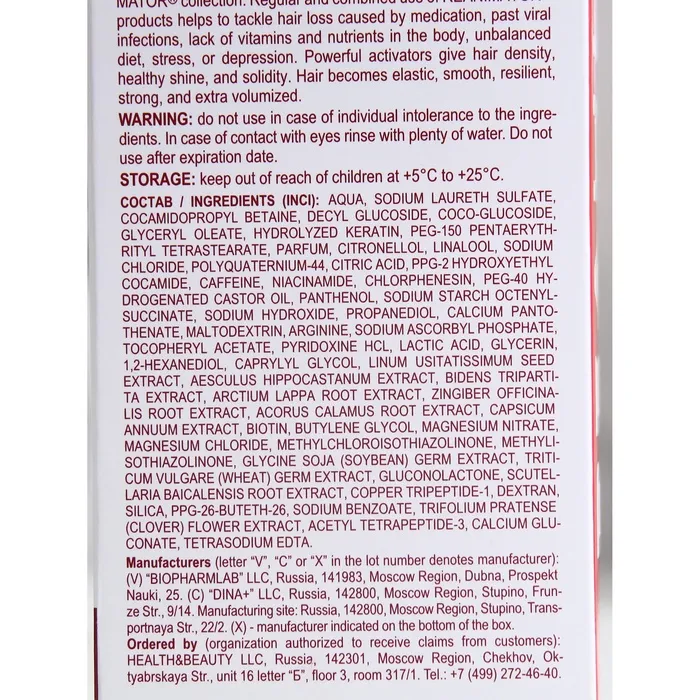 MATOR® collection. Regular and combined use of REANIMATOR®
products helps to tackle hair loss caused by medication, past viral
infections, lack of vitamins and nutrients in the body, unbalanced
diet, stress, or depression. Powerful activators give hair density,
healthy shine, and solidity. Hair becomes elastic, smooth, resilient,
strong, and extra volumized.
WARNING: do not use in case of individual intolerance to the ingre-
dients. In case of contact with eyes rinse with plenty of water. Do not
use after expiration date.
STORAGE: keep out of reach of children at +5°C to +25°C.
СОСТАВ / INGREDIENTS (INCI): AQUA, SODIUM LAURETH SULFATE,
COCAMIDOPROPYL BETAINE, DECYL GLUCOSIDE, COCO-GLUCOSIDE,
GLYCERYL OLEATE, HYDROLYZED KERATIN, PEG-150 PENTAERYTH-
RITYL TETRASTEARATE, PARFUM, CITRONELLOL, LINALOOL, SODIUM
CHLORIDE, POLYQUATERNIUM-44, CITRIC ACID, PPG-2 HYDROXYETHYL
COCAMIDE, CAFFEINE, NIACINAMIDE, CHLORPHENESIN, PEG-40 HY-
DROGENATED CASTOR OIL, PANTHENOL, SODIUM STARCH OCTENYL-
SUCCINATE, SODIUM HYDROXIDE, PROPANEDIOL, CALCIUM PANTO-
THENATE, MALTODEXTRIN, ARGININE, SODIUM ASCORBYL PHOSPHATE,
TOCOPHERYL ACETATE, PYRIDOXINE HCL, LACTIC ACID, GLYCERIN,
1,2-HEXANEDIOL, CAPRYLYL GLYCOL, LINUM USITATISSIMUM SEED
EXTRACT, AESCULUS HIPPOCASTANUM EXTRACT, BIDENS TRIPARTI-
TA EXTRACT, ARCTIUM LAPPA ROOT EXTRACT, ZINGIBER OFFICINA-
LIS ROOT EXTRACT, ACORUS CALAMUS ROOT EXTRACT, CAPSICUM
ANNUUM EXTRACT, BIOTIN, BUTYLENE GLYCOL, MAGNESIUM NITRATE,
MAGNESIUM CHLORIDE, METHYLCHLOROISOTHIAZOLINONE, METHYLI-
SOTHIAZOLINONE, GLYCINE SOJA (SOYBEAN) GERM EXTRACT, TRITI-
CUM VULGARE (WHEAT) GERM EXTRACT, GLUCONOLACTONE, SCUTEL-
LARIA BAICALENSIS ROOT EXTRACT, COPPER TRIPEPTIDE-1, DEXTRAN,
SILICA, PPG-26-BUTETH-26, SODIUM BENZOATE, TRIFOLIUM PRATENSE
(CLOVER) FLOWER EXTRACT, ACETYL TETRAPEPTIDE-3, CALCIUM GLU-
CONATE, TETRASODIUM EDTA.
Manufacturers (letter “V”, “C” or “X” in the lot number denotes manufacturer):
(V) “BIOPHARMLAB” LLC, Russia, 141983, Moscow Region, Dubna, Prospekt
Nauki, 25. (C) “DINA+” LLC, Russia, 142800, Moscow Region, Stupino, Frun-
ze Str., 9/14. Manufacturing site: Russia, 142800, Moscow Region, Stupino, Trans-
portnaya Str., 22/2. (X) - manufacturer indicated on the bottom of the box.
Ordered by (organization authorized to receive claims from customers):
HEALTH&BEAUTY LLC, Russia, 142301, Moscow Region, Chekhov, Ok-
tyabrskaya Str., unit 16 letter “Б”, floor 3, room 317/1. Tel.: +7 (499) 272-46-40.